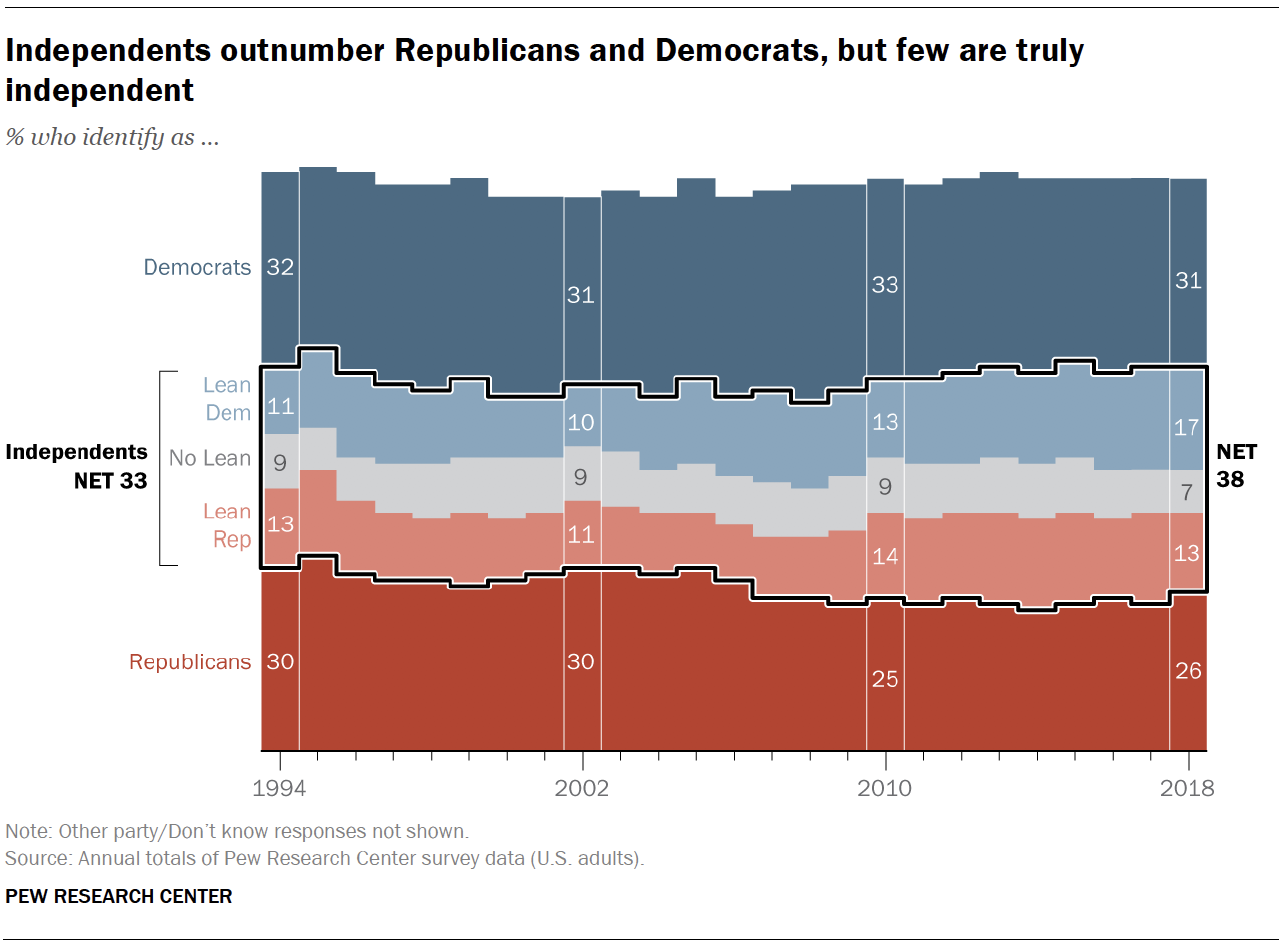 Independents outnumber Republicans and Democrats, but few are truly
independent
% who identify as ...
Democrats
32
31
33
31
Lean
Dem
11
10
13
17
Independents
NET 33
No Lean
9
9
9
7
NET
38
Lean
Rep
13
11
14
13
Republicans
30
30
25
26
1994
2002
2010
2018
Note: Other party/Don't know responses not shown.
Source: Annual totals of Pew Research Center survey data (U.S. adults).
PEW RESEARCH CENTER